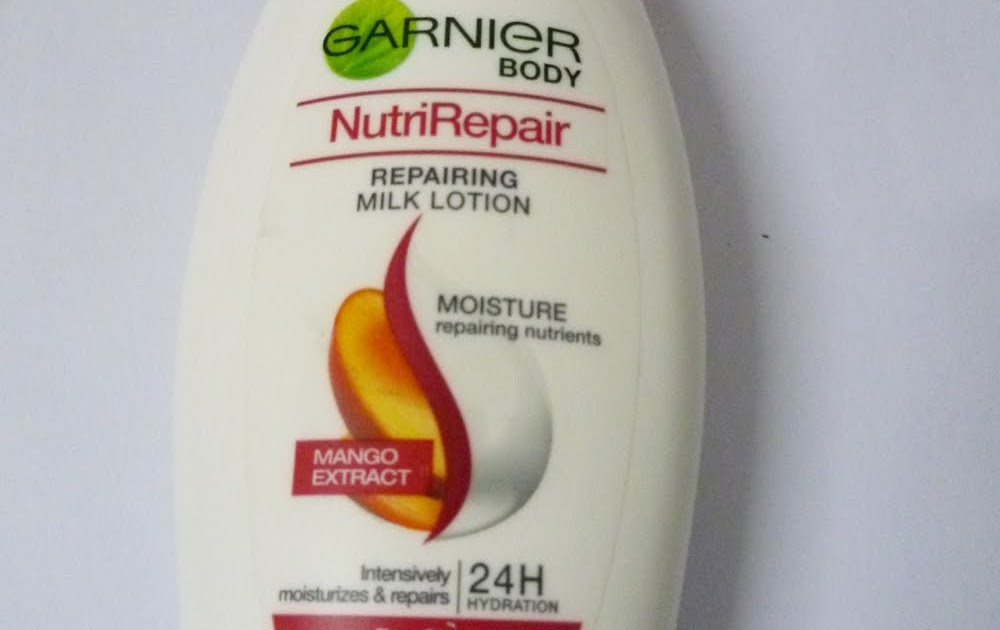 GARNIER
BODY
NutriRepair
REPAIRING
MILK LOTION
MOISTURE
repairing nutrients
MANGO
EXTRACT
Intensively
moisturizes & repairs
24H
HYDRATION